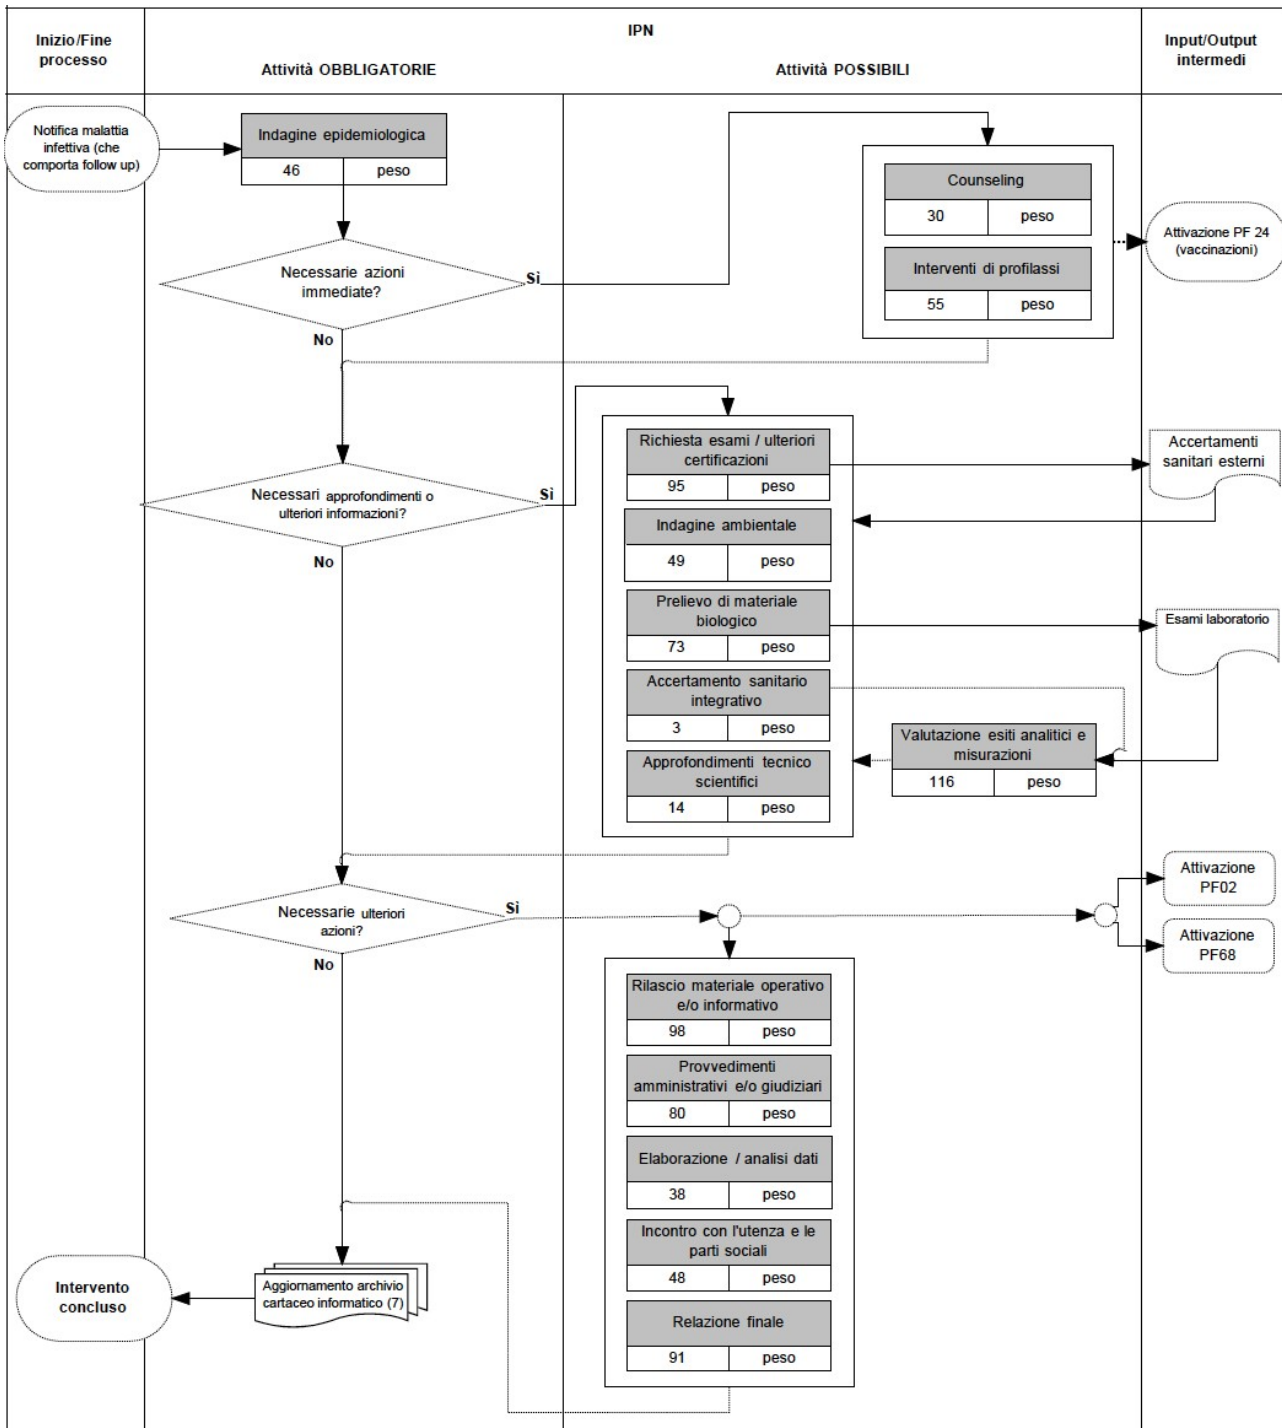 Inizio/Fine
processo
IPN
Attività OBBLIGATORIE
Attività POSSIBILI
Input/Output
intermedi
Notifica malattia
infettiva (che
comporta follow up)
Indagine epidemiologica
46 peso
Counseling
30 peso
Interventi di profilassi
55 peso
Attivazione PF 24
(vaccinazioni)
Necessarie azioni
immediate?
Sì
No
Richiesta esami / ulteriori
certificazioni
95 peso
Accertamenti
sanitari esterni
Necessari approfondimenti o
ulteriori informazioni?
Sì
No
Indagine ambientale
49 peso
Prelievo di materiale
biologico
73 peso
Esami laboratorio
Accertamento sanitario
integrativo
3 peso
Valutazione esiti analitici e
misurazioni
116 peso
Approfondimenti tecnico
scientifici
14 peso
Necessarie ulteriori
azioni?
Sì
No
Attivazione
PF02
Attivazione
PF68
Rilascio materiale operativo
e/o informativo
98 peso
Provvedimenti
amministrativi e/o giudiziari
80 peso
Elaborazione / analisi dati
38 peso
Incontro con l'utenza e le
parti sociali
48 peso
Relazione finale
91 peso
Aggiornamento archivio
cartaceo informatico (7)
Intervento
concluso